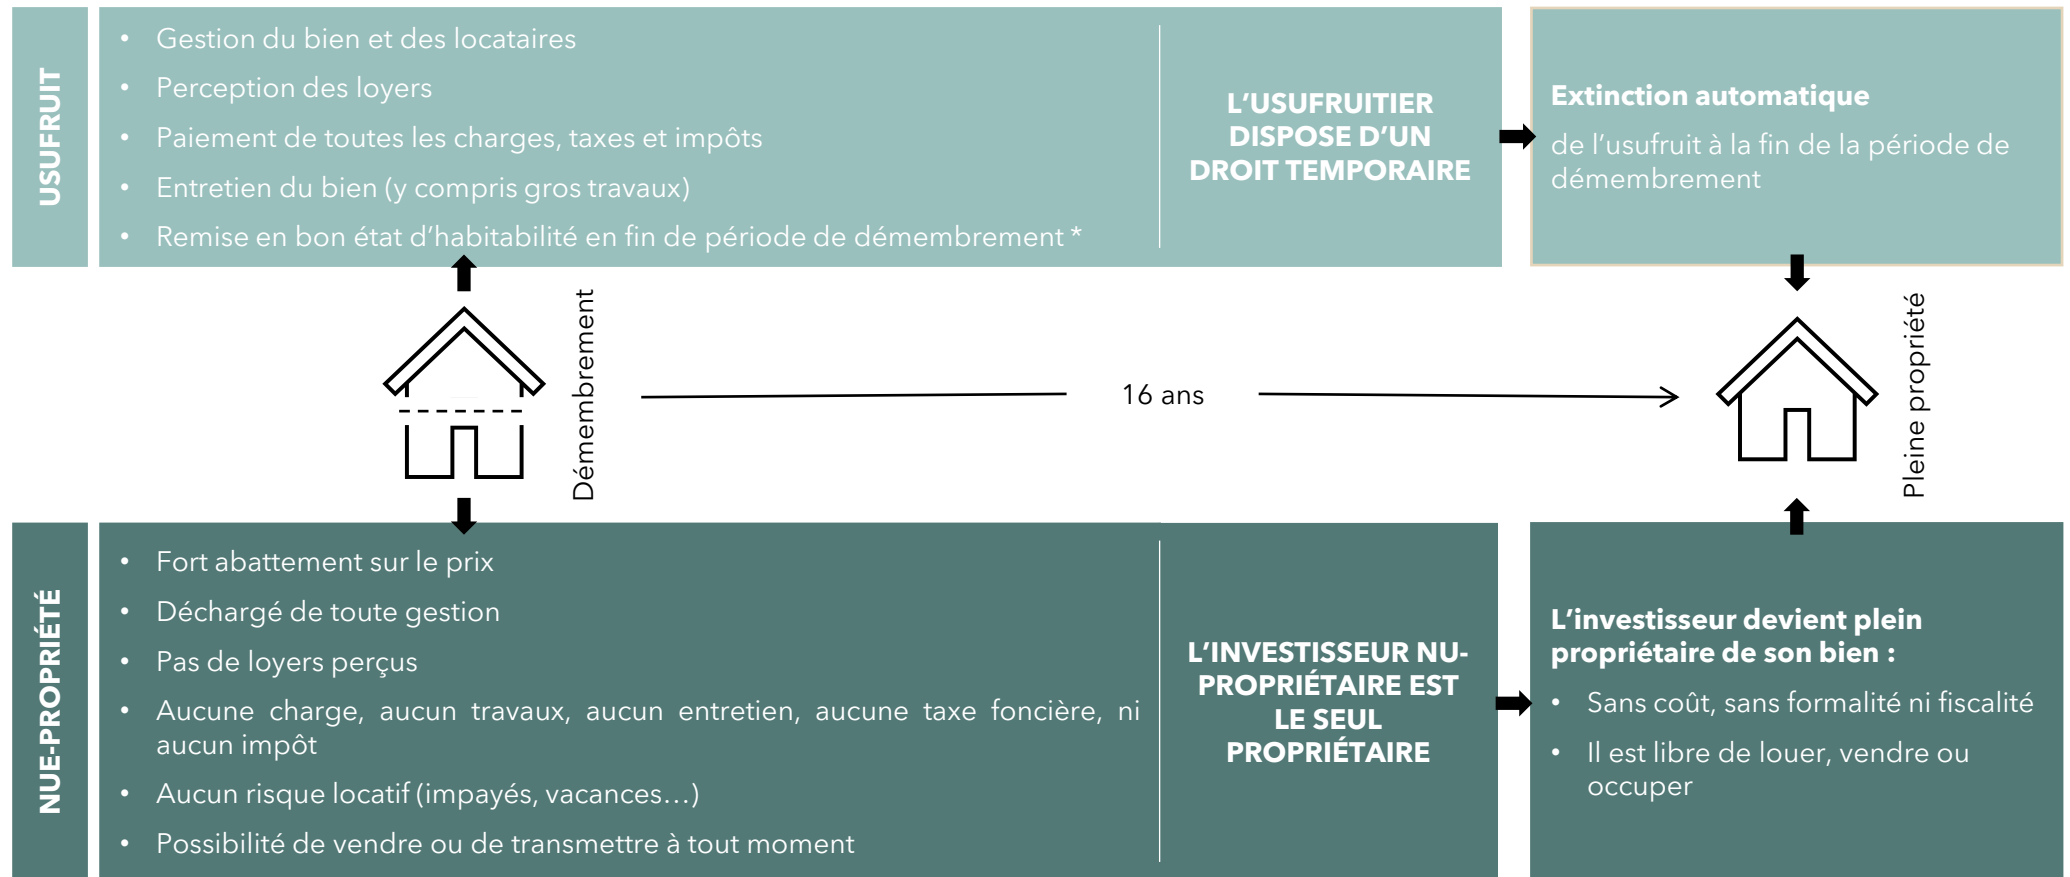 USUFRUIT
• Gestion du bien et des locataires
• Perception des loyers
• Paiement de toutes les charges, taxes et impôts
• Entretien du bien (y compris gros travaux)
• Remise en bon état d’habitabilité en fin de période de démembrement *
L’USUFRUITIER
DISPOSE D’UN
DROIT TEMPORAIRE
Extinction automatique
de l’usufruit à la fin de la période de
démembrement
Démembrement
16 ans
Pleine propriété
NUE-PROPRIÉTÉ
• Fort abattement sur le prix
• Déchargé de toute gestion
• Pas de loyers perçus
• Aucune charge, aucun travaux, aucun entretien, aucune taxe foncière, ni
aucun impôt
• Aucun risque locatif (impayés, vacances…)
• Possibilité de vendre ou de transmettre à tout moment
L’INVESTISSEUR NU-
PROPRIÉTAIRE EST
LE SEUL
PROPRIÉTAIRE
L’investisseur devient plein
propriétaire de son bien :
• Sans coût, sans formalité ni fiscalité
• Il est libre de louer, vendre ou
occuper